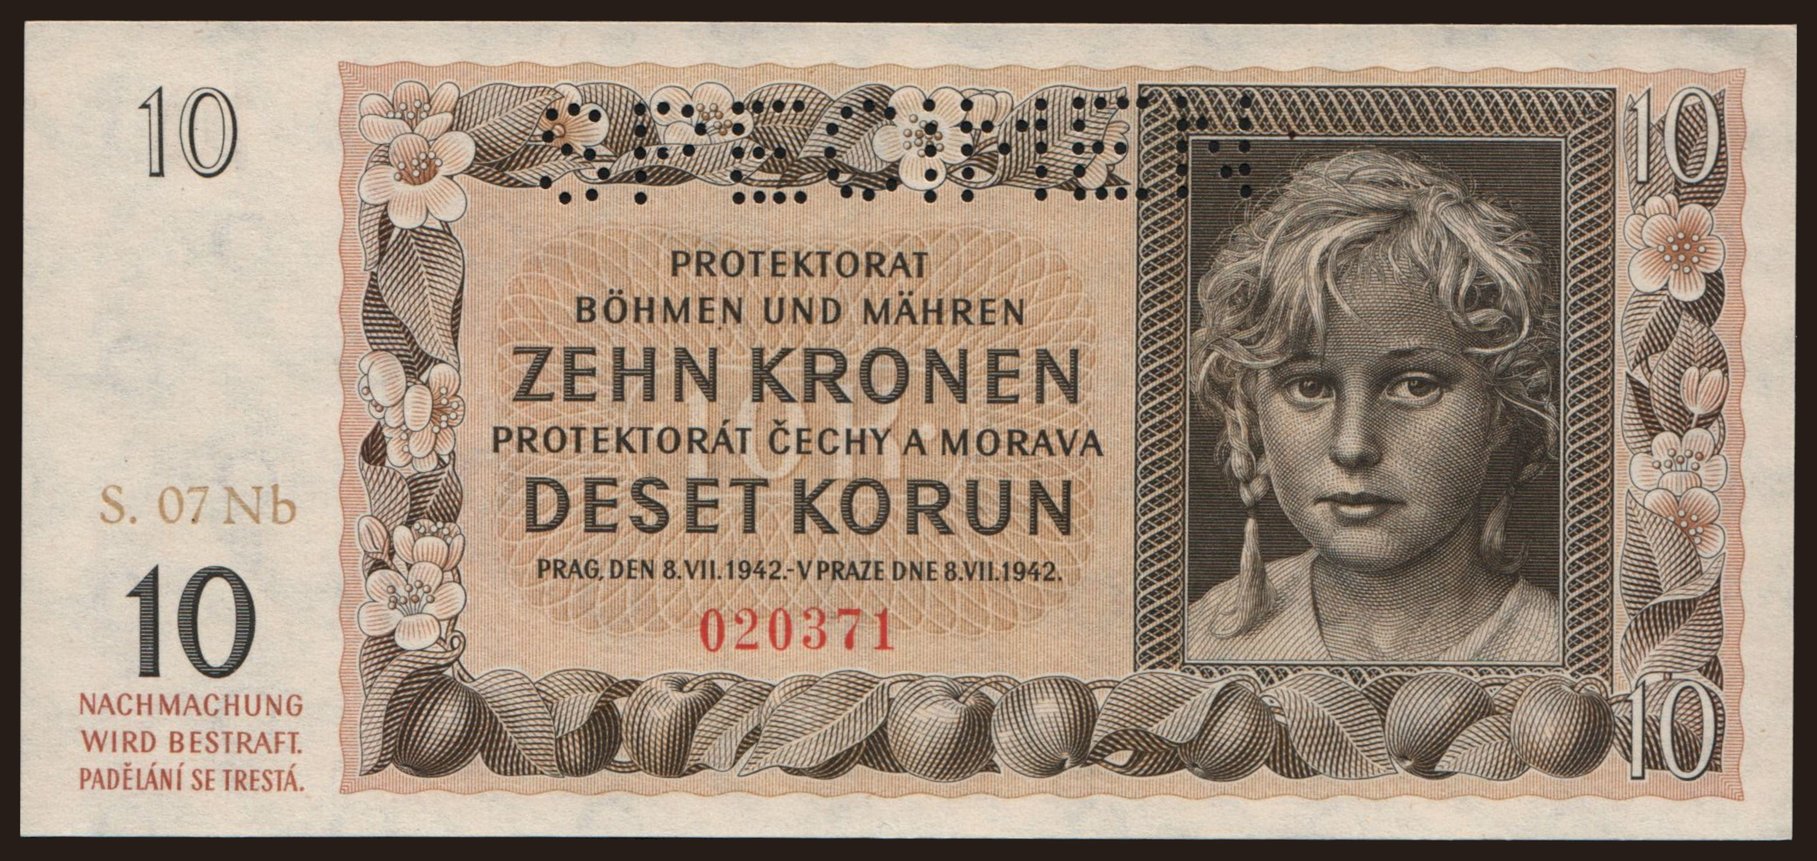 10
SPECIMEN
10
PROTEKTORAT
BÖHMEN UND MÄHREN
ZEHN KRONEN
PROTEKTORÁT ČECHY A MORAVA
DESET KORUN
PRAG, DEN 8.VII.1942.-V PRAZE DNE 8.VII.1942.
020371
S. 07 Nb
10
NACHMACHUNG
WIRD BESTRAFT.
PADĚLÁNÍ SE TRESTÁ.
10